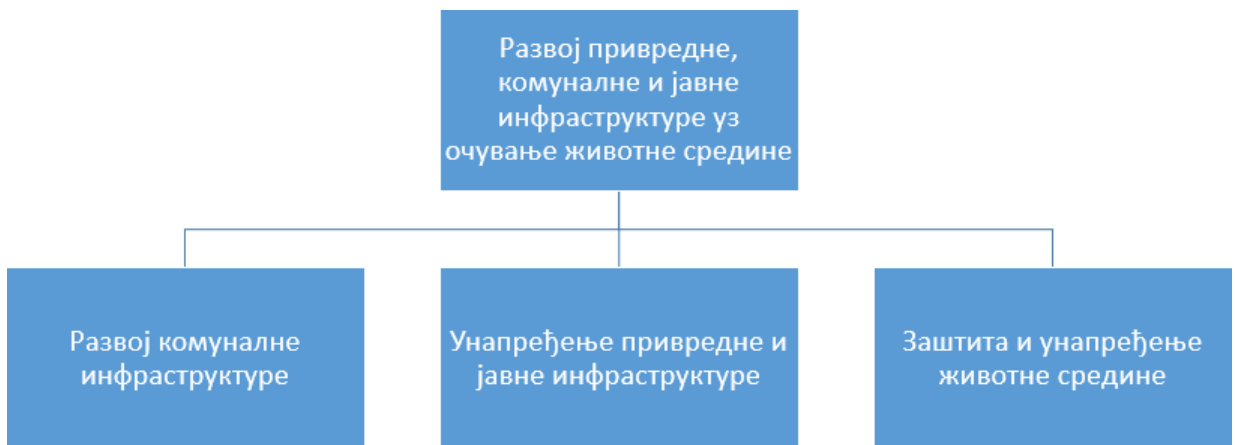 Развој привредне,
комуналне и јавне
инфраструктуре уз
очување животне средине
Развој комуналне
инфраструктуре
Унапређење привредне и
јавне инфраструктуре
Заштита и унапређење
животне средине